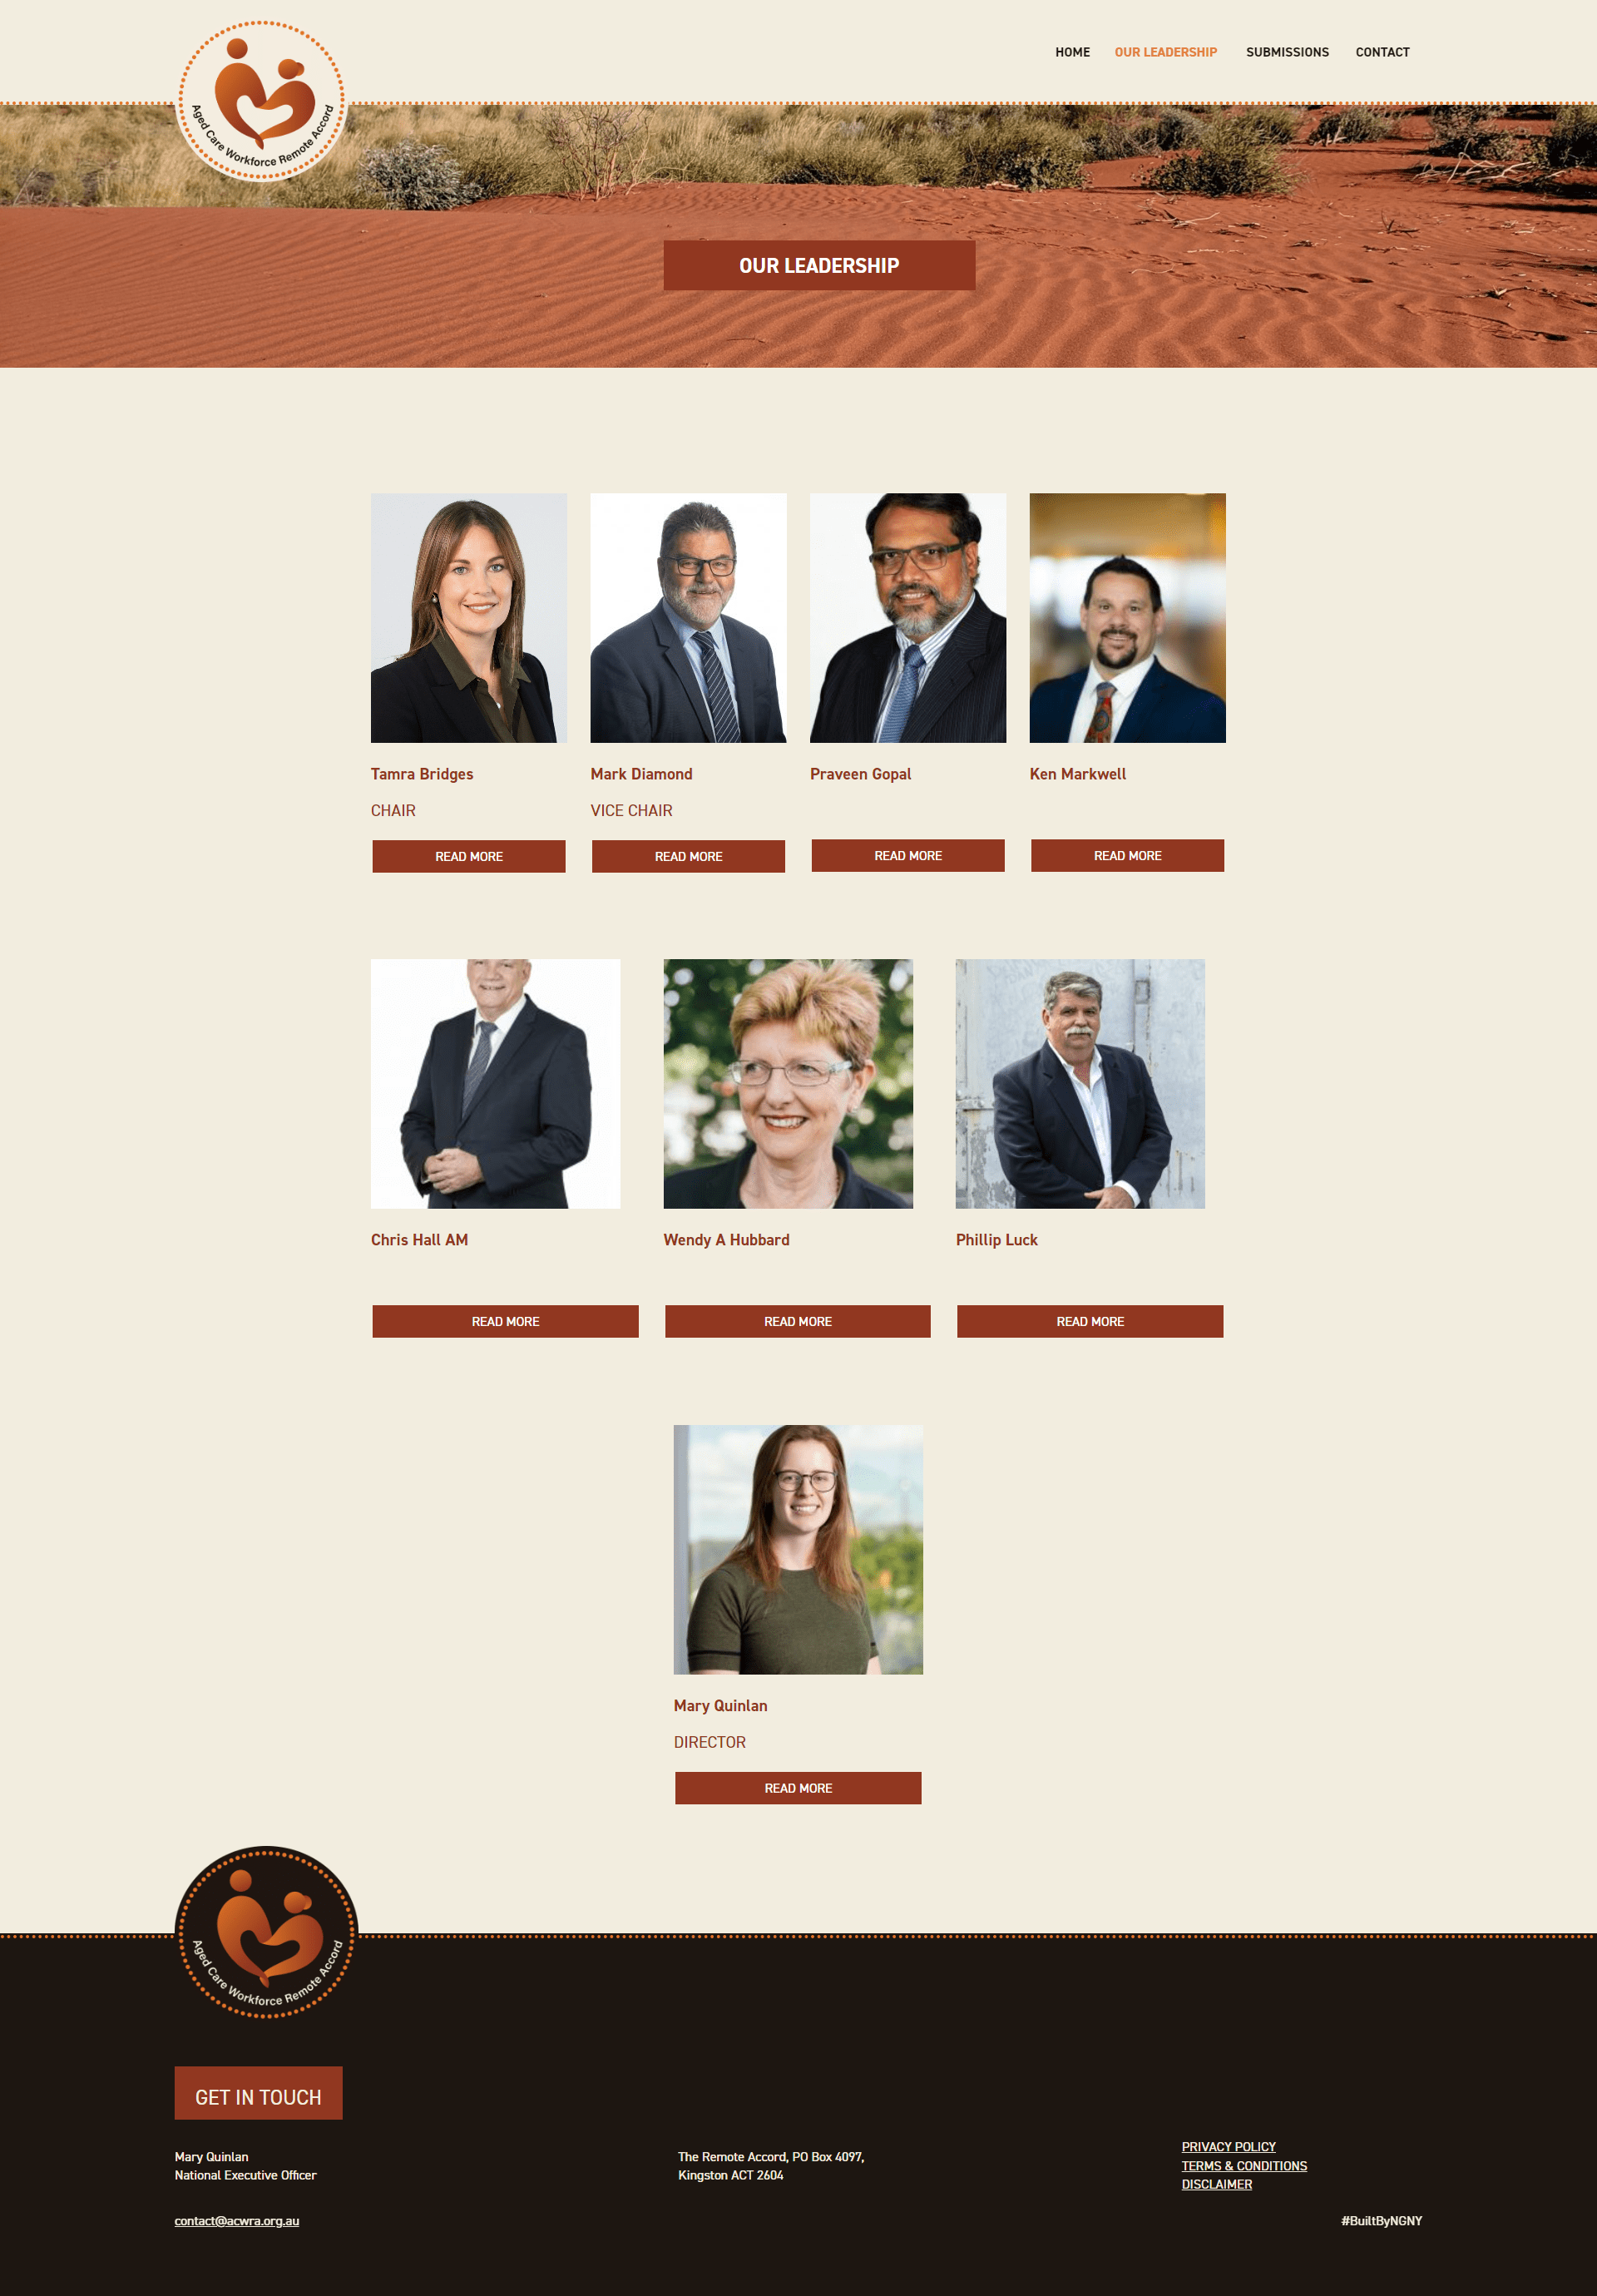 Aged Care Workforce Remote Accord
HOME OUR LEADERSHIP SUBMISSIONS CONTACT
OUR LEADERSHIP
Tamra Bridges
CHAIR
READ MORE
Mark Diamond
VICE CHAIR
READ MORE
Praveen Gopal
READ MORE
Ken Markwell
READ MORE
Chris Hall AM
READ MORE
Wendy A Hubbard
READ MORE
Phillip Luck
READ MORE
Mary Quinlan
DIRECTOR
READ MORE
Aged Care Workforce Remote Accord
GET IN TOUCH
Mary Quinlan
National Executive Officer
contact@acwra.org.au
The Remote Accord, PO Box 4097,
Kingston ACT 2604
PRIVACY POLICY
TERMS & CONDITIONS
DISCLAIMER
#BuiltByNGNY